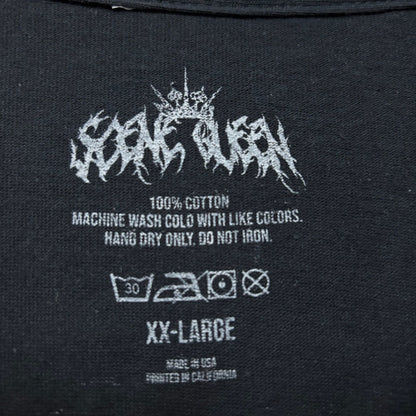 SCENE QUEEN
100% COTTON
MACHINE WASH COLD WITH LIKE COLORS.
HAND DRY ONLY. DO NOT IRON.
30
XX-LARGE
MADE IN USA
PRINTED IN CALIFORNIA